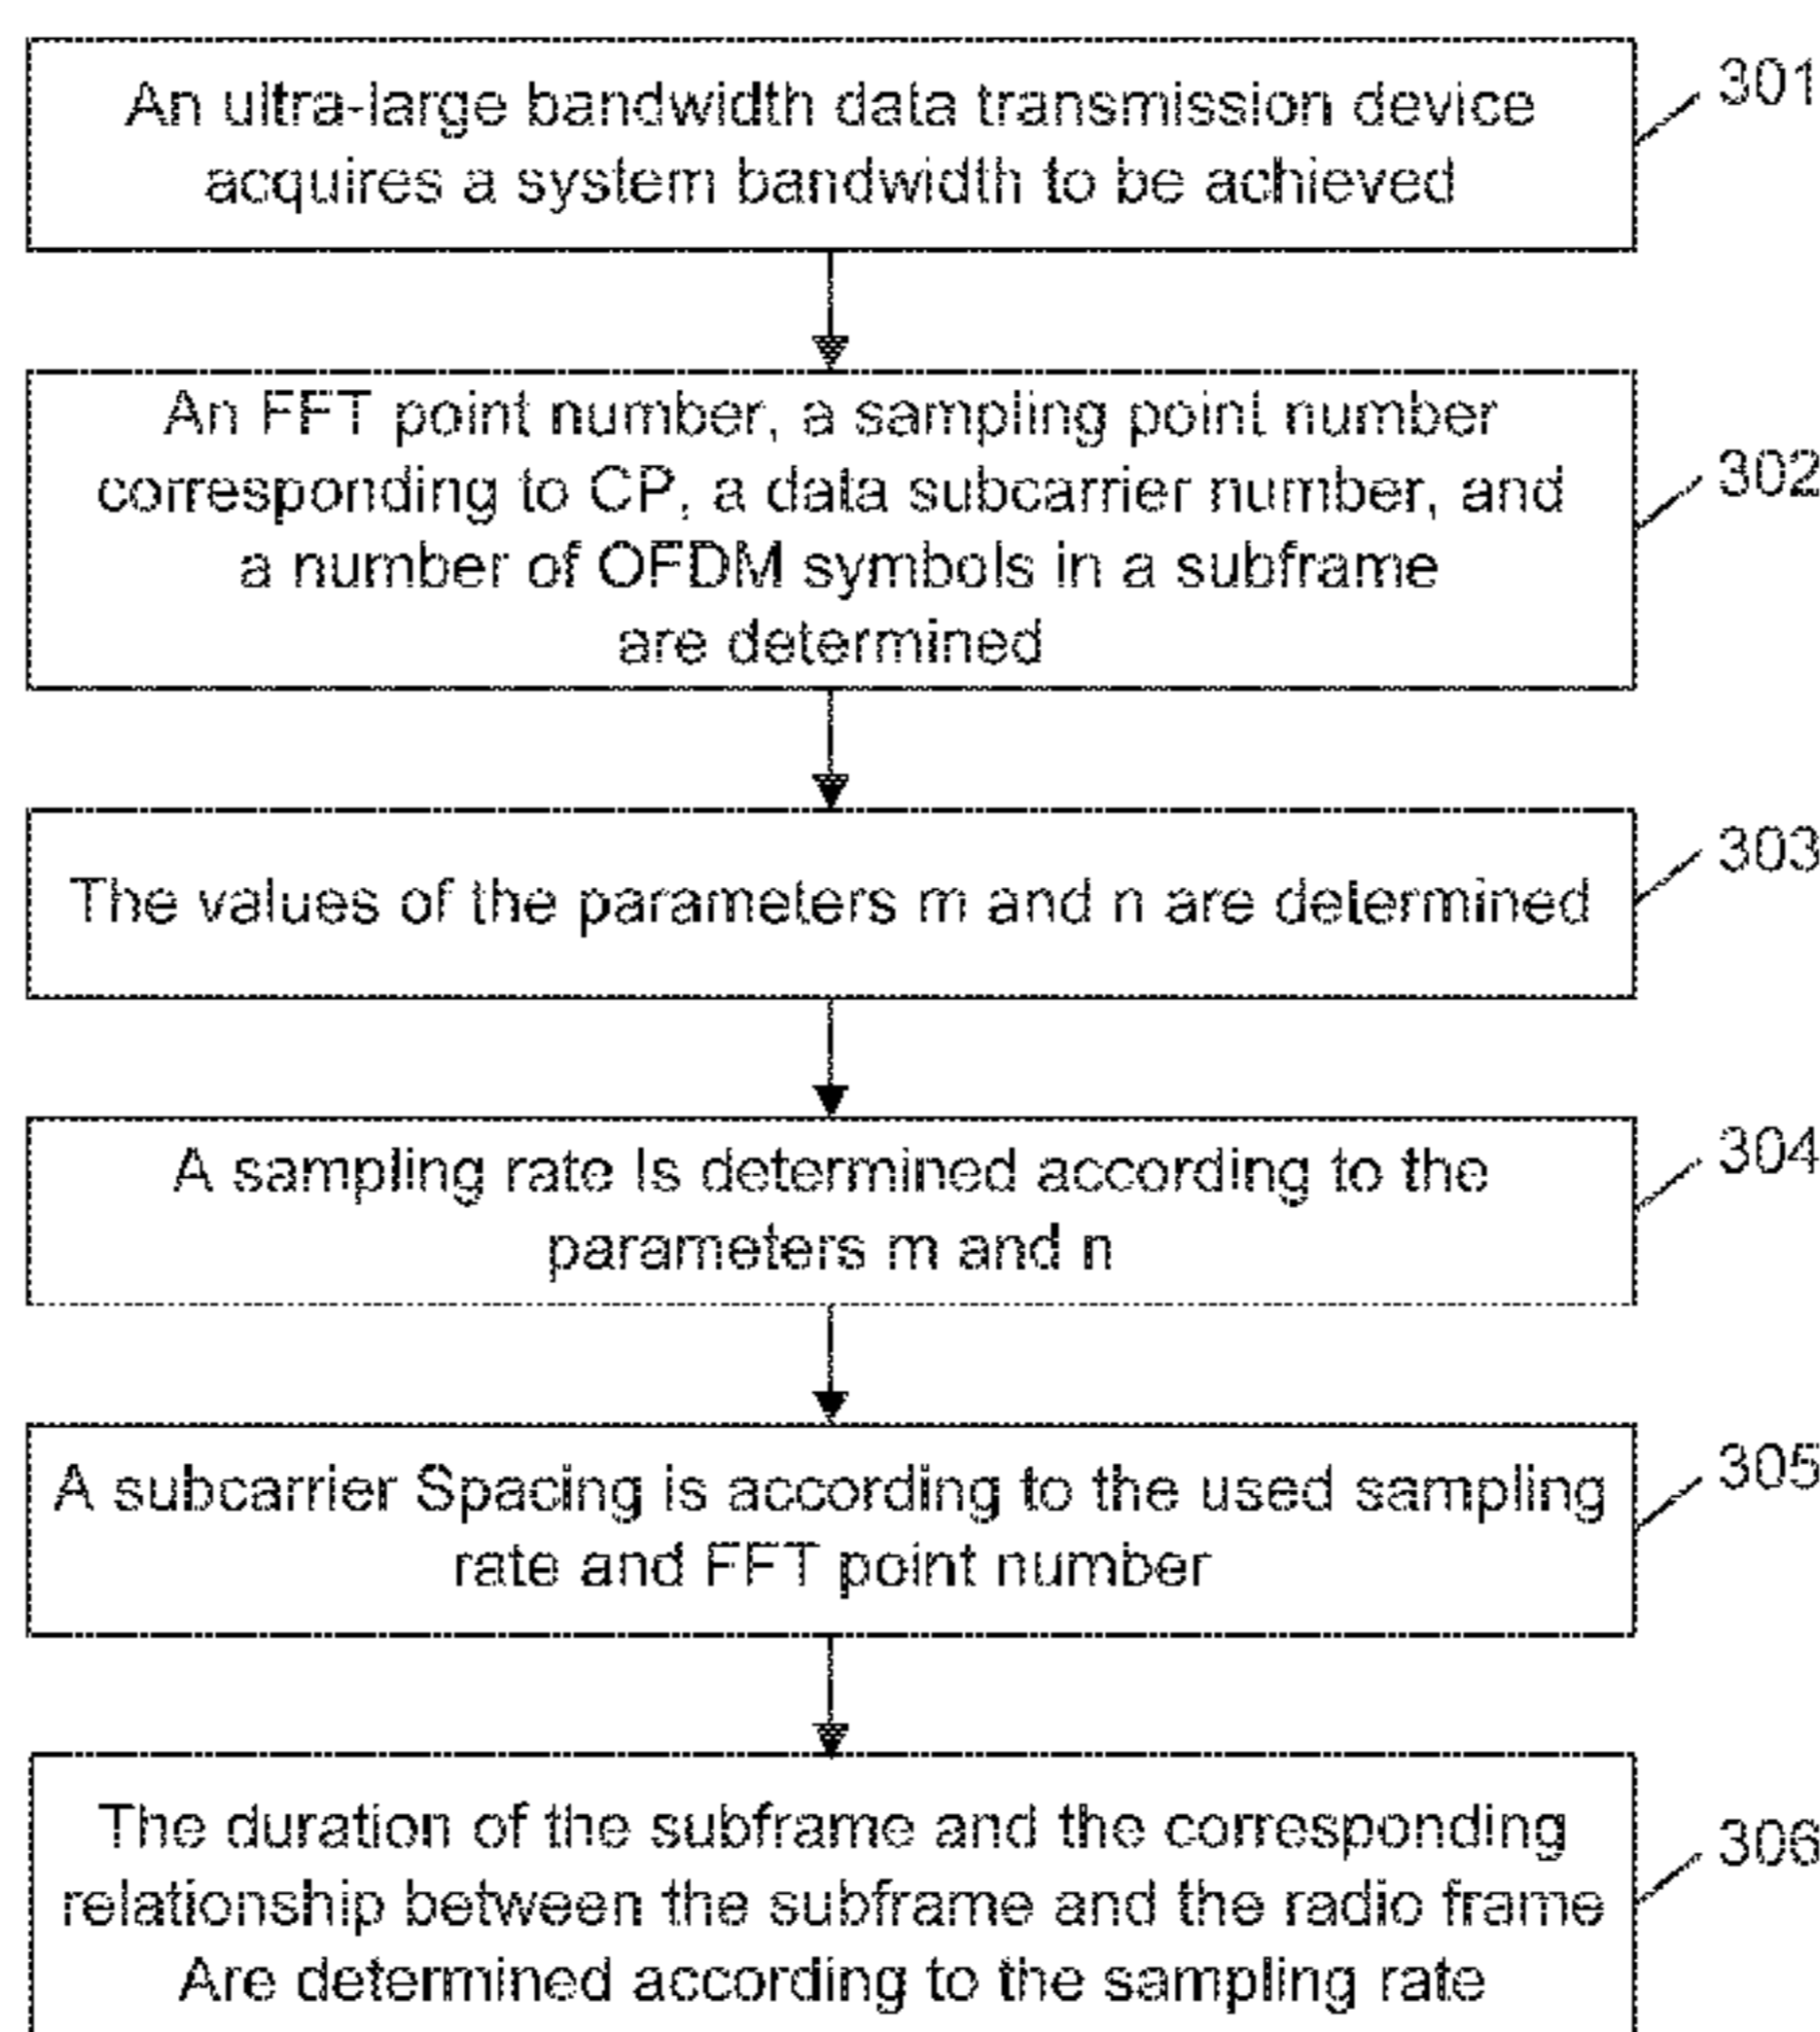 An ultra-large bandwidth data transmission device
acquires a system bandwidth to be achieved
301
An FFT point number, a sampling point number
corresponding to CP, a data subcarrier number, and
a number of OFDM symbols in a subframe
are determined
302
The values of the parameters m and n are determined
303
A sampling rate Is determined according to the
parameters m and n
304
A subcarrier Spacing is according to the used sampling
rate and FFT point number
305
The duration of the subframe and the corresponding
relationship between the subframe and the radio frame
Are determined according to the sampling rate
306